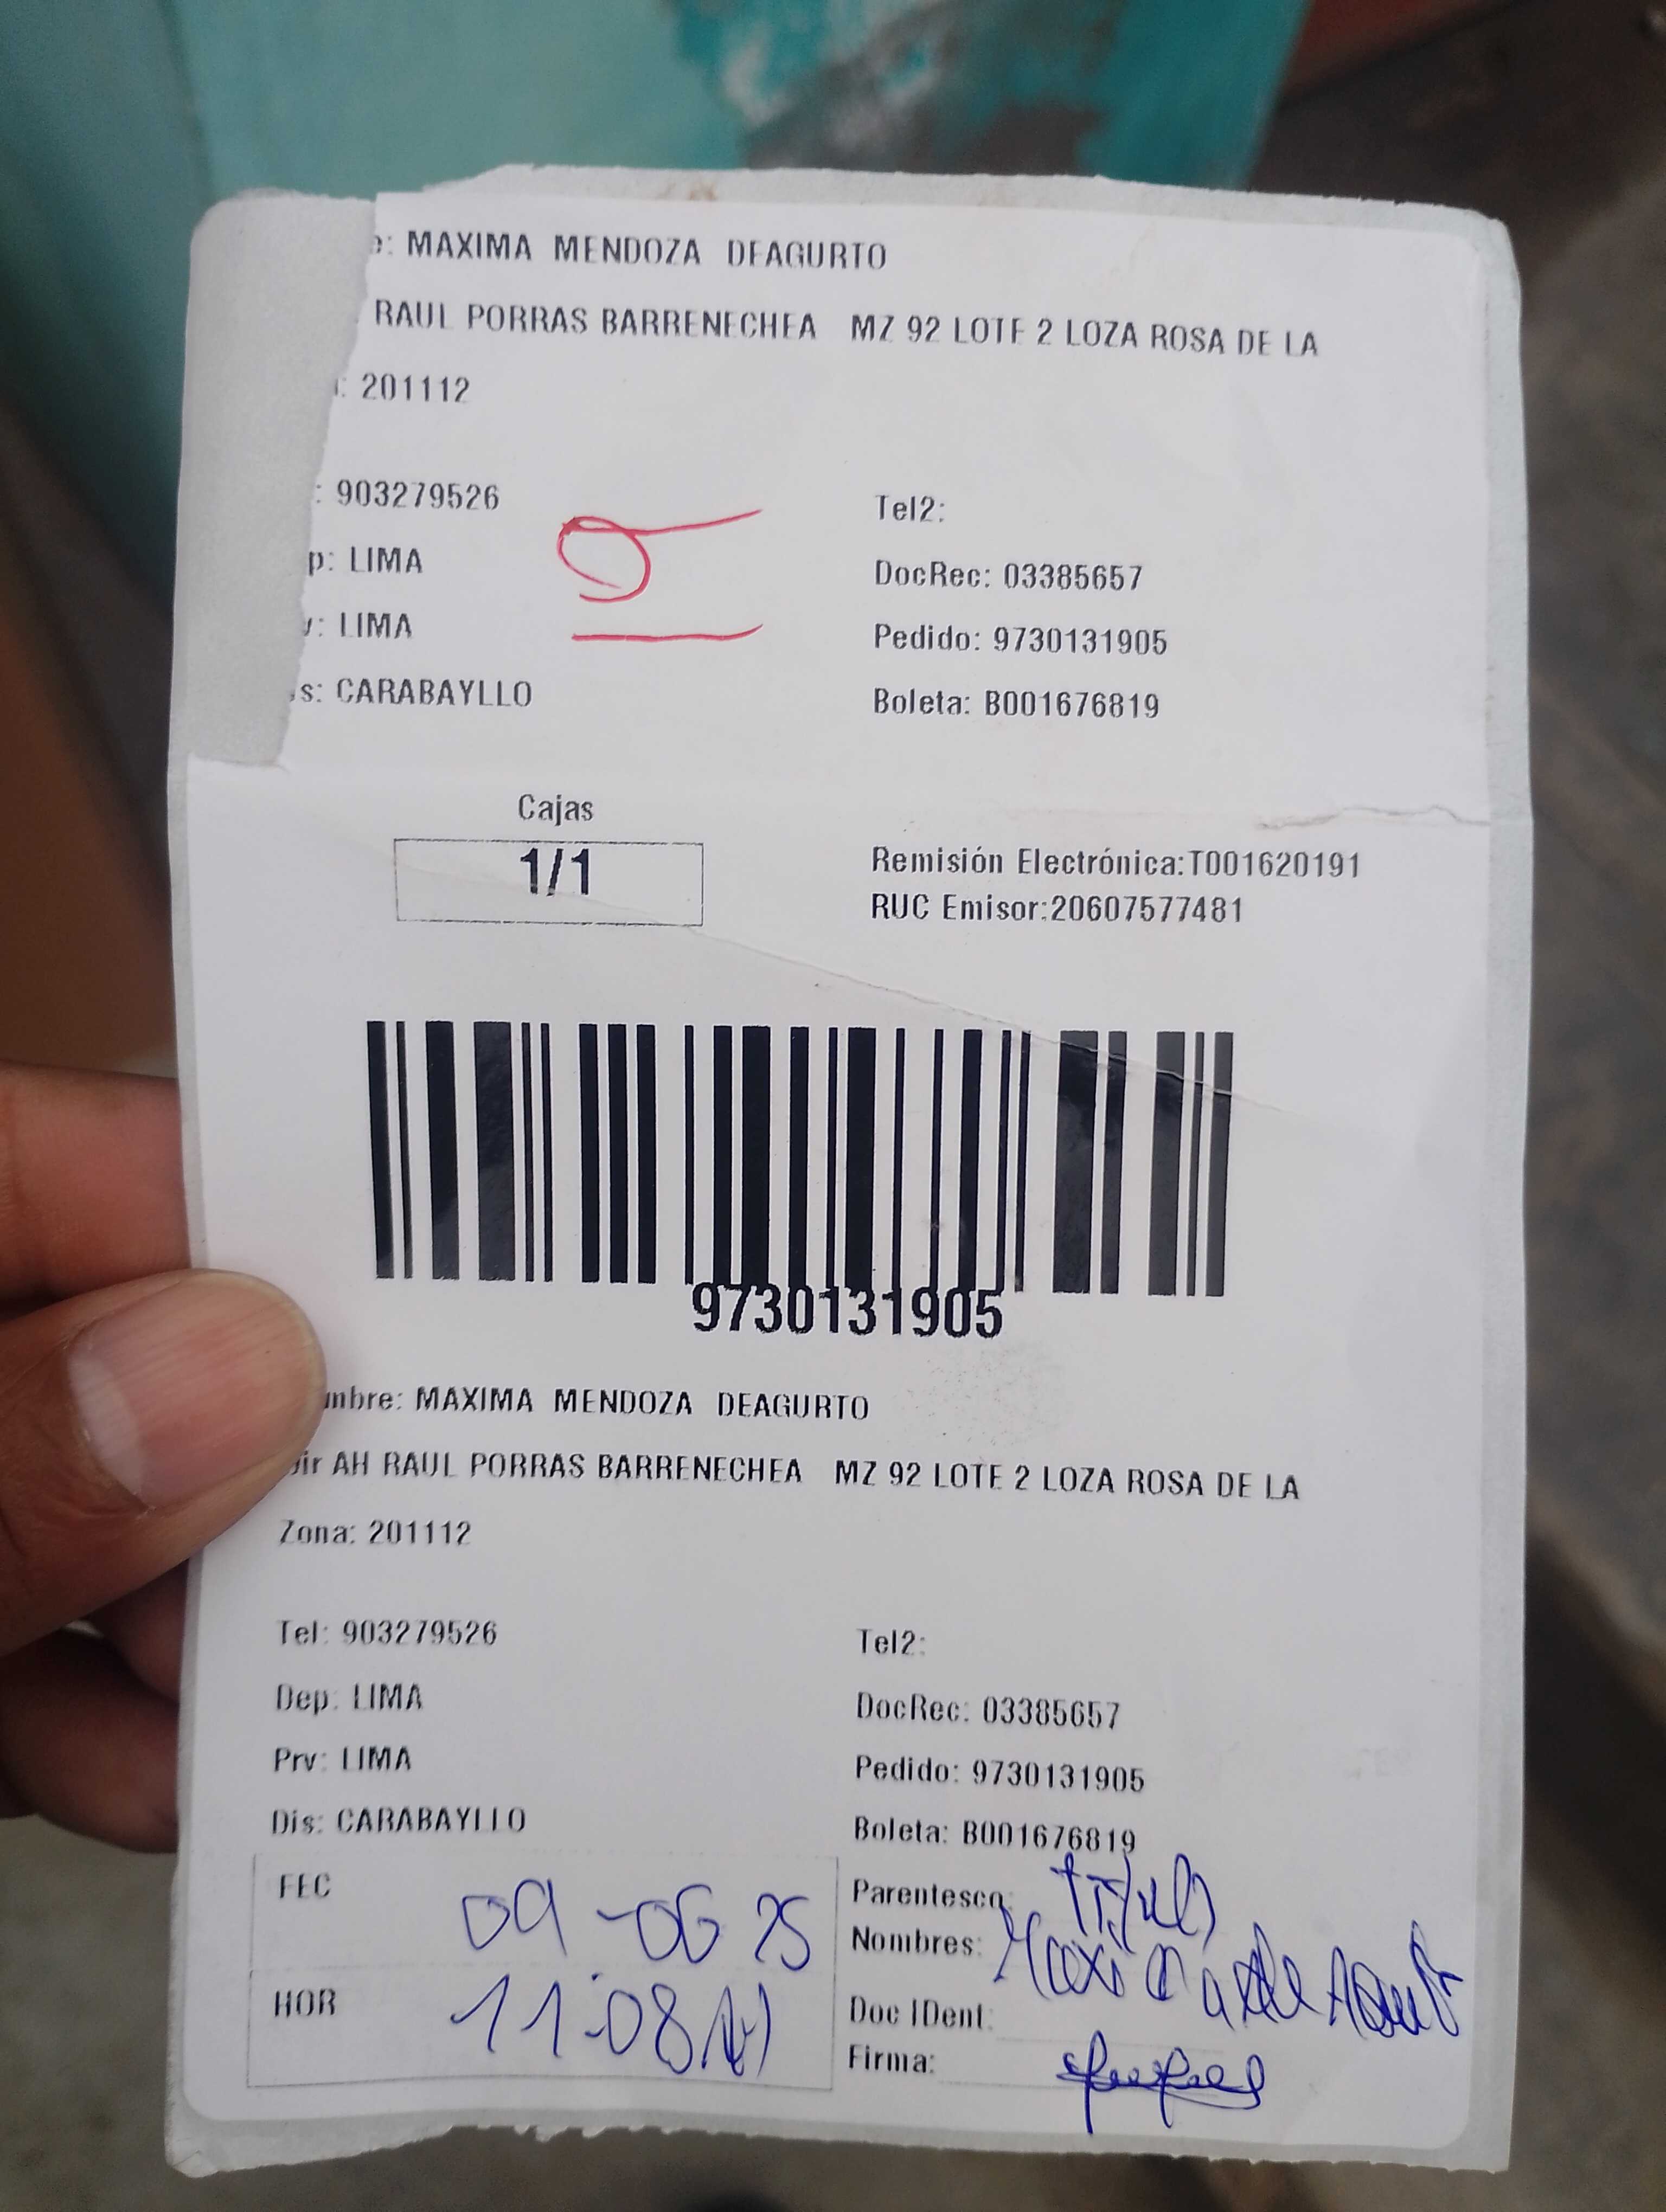 : MAXIMA MENDOZA DEAGURTO
RAUL PORRAS BARRENECHEA MZ 92 LOTE 2 LOZA ROSA DE LA
: 201112
: 903279526
Tel2:
p: LIMA
DocRec: 03385657
v: LIMA
Pedido: 9730131905
s: CARABAYLLO
Boleta: B001676819
Cajas
1/1
Remisión Electrónica:T001620191
RUC Emisor:20607577481
9730131905
mbre: MAXIMA MENDOZA DEAGURTO
Dir AH RAUL PORRAS BARRENECHEA MZ 92 LOTE 2 LOZA ROSA DE LA
Zona: 201112
Tel: 903279526
Tel2:
Dep: LIMA
DocRec: 03385657
Prv: LIMA
Pedido: 9730131905
Dis: CARABAYLLO
Boleta: B001676819
FEC 09-06 25
Parentesco:
Nombres:
HOR 11:08
Doc IDent:
Firma: